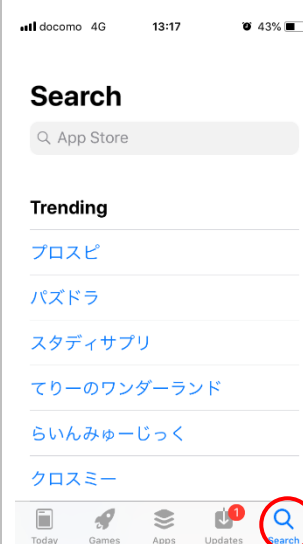 docomo 4G 13:17 43%
Search
App Store
Trending
プロスピ
パズドラ
スタディサプリ
てりーのワンダーランド
らいんみゅーじっく
クロスミー
1
Today Games Apps Updates Search